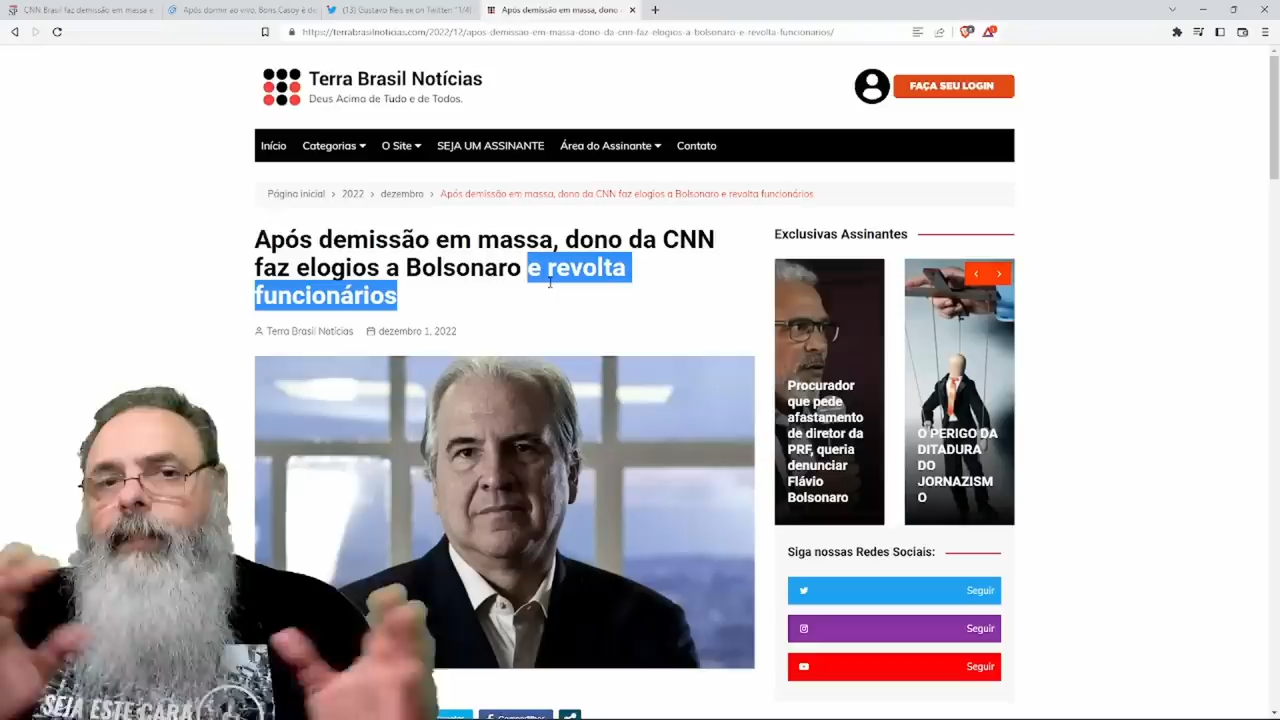 CNN Brasil faz demissão em massa e
Após dormir ao vivo, Boris Casoy é de
(13) Gustavo Reis on Twitter: "1/8)
Após demissão em massa, dono
https://terrabrasilnoticias.com/2022/12/apos-demissao-em-massa-dono-da-cnn-faz-elogios-a-bolsonaro-e-revolta-funcionarios/
Terra Brasil Notícias
Deus Acima de Tudo e de Todos.
FAÇA SEU LOGIN
Início Categorias O Site SEJA UM ASSINANTE Área do Assinante Contato
Página inicial > 2022 > dezembro > Após demissão em massa, dono da CNN faz elogios a Bolsonaro e revolta funcionários
Após demissão em massa, dono da CNN
faz elogios a Bolsonaro e revolta
funcionários
Terra Brasil Notícias dezembro 1, 2022
Exclusivas Assinantes
Procurador
que pede
afastamento
de diretor da
PRF, queria
denunciar
Flávio
Bolsonaro
O PERIGO DA
DITADURA
DO
JORNAZISM
O
Siga nossas Redes Sociais:
Seguir
Seguir
Seguir